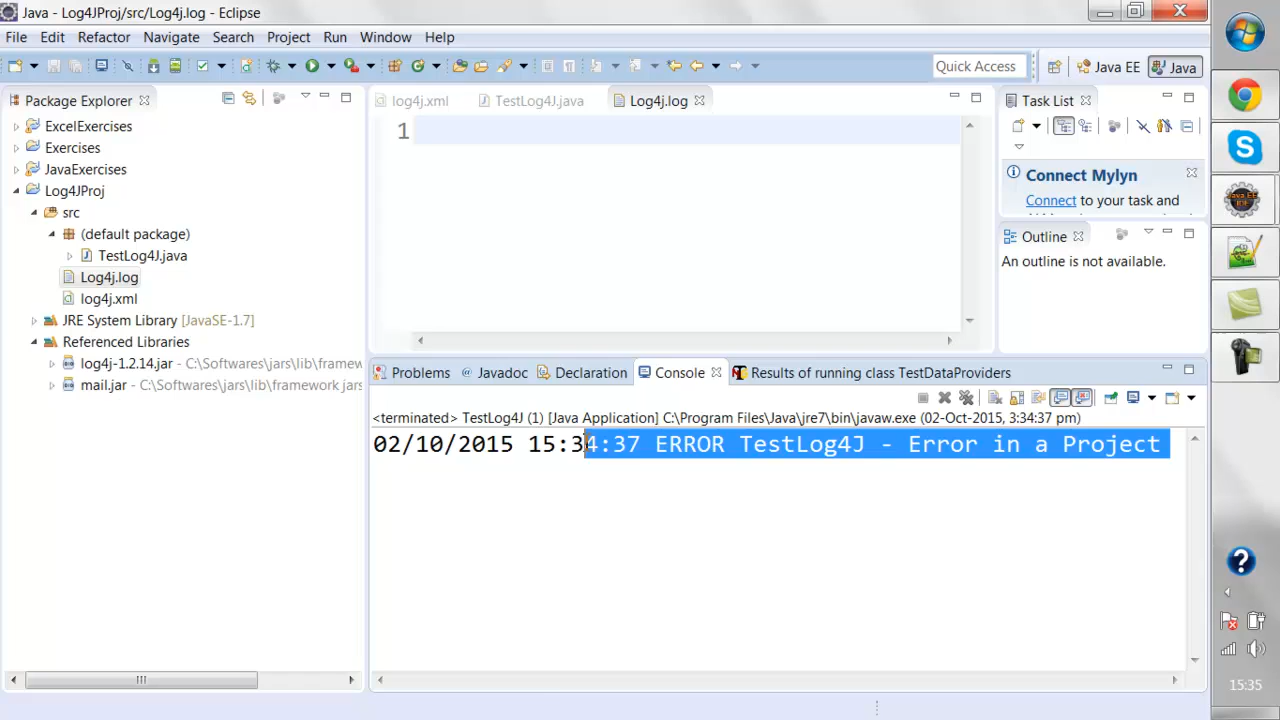 Java - Log4JProj/src/Log4j.log - Eclipse
File Edit Refactor Navigate Search Project Run Window Help
Quick Access
Java EE
Java
Package Explorer
ExcelExercises
Exercises
JavaExercises
Log4JProj
src
(default package)
TestLog4J.java
Log4j.log
log4j.xml
JRE System Library [JavaSE-1.7]
Referenced Libraries
log4j-1.2.14.jar - C:\Softwares\jars\lib\framew
mail.jar - C:\Softwares\jars\lib\framework jars
log4j.xml TestLog4J.java Log4j.log
1
Task List
Connect Mylyn
Connect to your task and
Outline
An outline is not available.
Problems Javadoc Declaration Console Results of running class TestDataProviders
<terminated> TestLog4J (1) [Java Application] C:\Program Files\Java\jre7\bin\javaw.exe (02-Oct-2015, 3:34:37 pm)
02/10/2015 15:34:37 ERROR TestLog4J - Error in a Project
Java EE
IDE
15:35